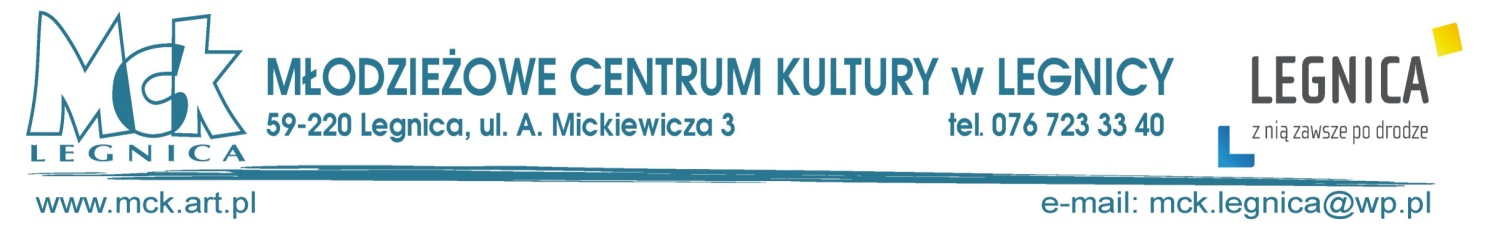 MCK
LEGNICA
MŁODZIEŻOWE CENTRUM KULTURY w LEGNICY
59-220 Legnica, ul. A. Mickiewicza 3 tel. 076 723 33 40
LEGNICA
z nią zawsze po drodze
www.mck.art.pl e-mail: mck.legnica@wp.pl